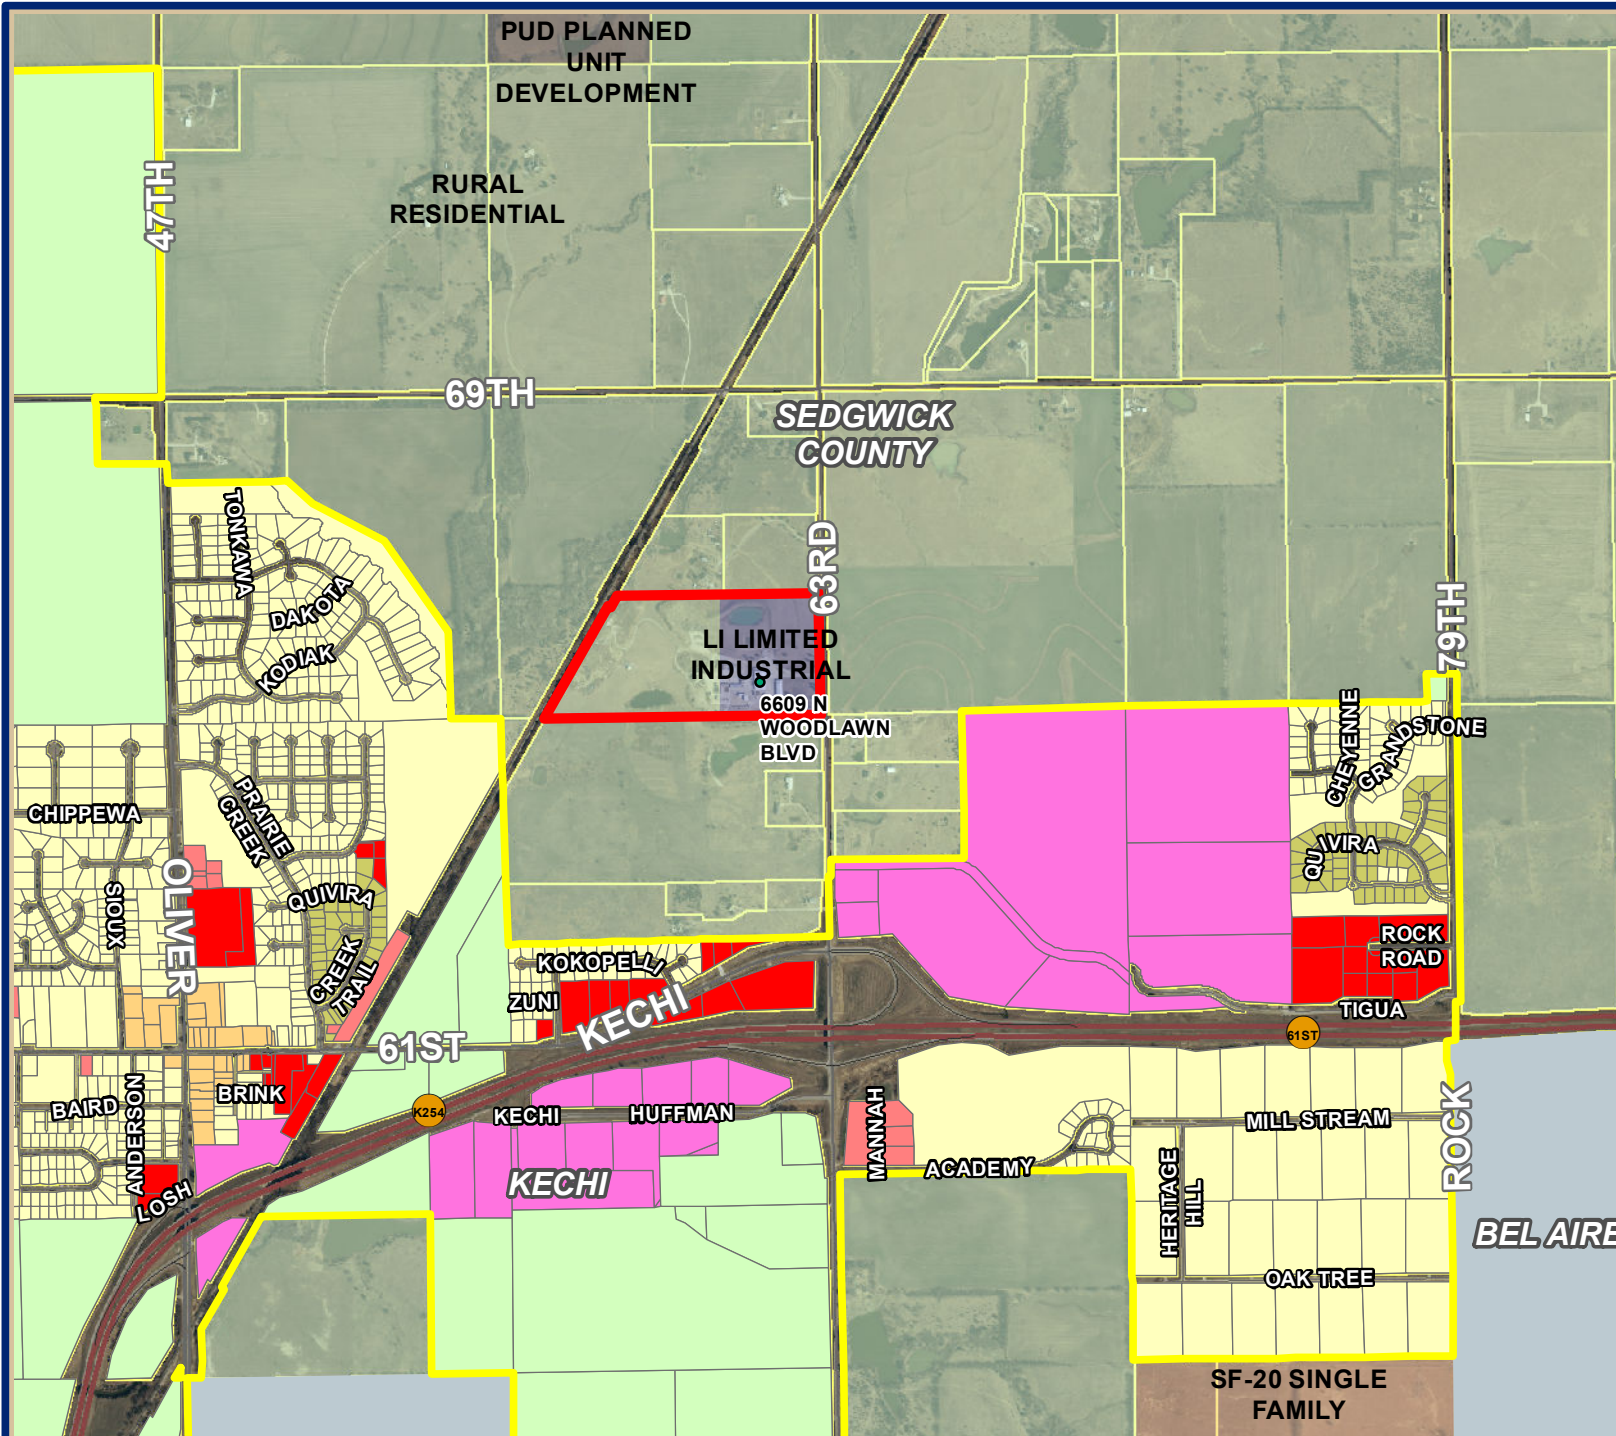 PUD PLANNED
UNIT
DEVELOPMENT
47TH
RURAL
RESIDENTIAL
69TH
SEDGWICK
COUNTY
TONKAWA
DAKOTA
KODIAK
63RD
LI LIMITED
INDUSTRIAL
6609 N
WOODLAWN
BLVD
79TH
CHEYENNE
GRANDSTONE
QUIVIRA
CHIPPEWA
PRAIRIE
CREEK
OLIVER
SIOUX
QUIVIRA
CREEK
TRAIL
KOKOPELLI
ZUNI
KECHI
ROCK
ROAD
TIGUA
61ST
61ST
BRINK
BAIRD
ANDERSON
K254
KECHI
HUFFMAN
MANNAH
MILL STREAM
ROCK
LOSH
KECHI
ACADEMY
HERITAGE
HILL
BEL AIRE
OAK TREE
SF-20 SINGLE
FAMILY